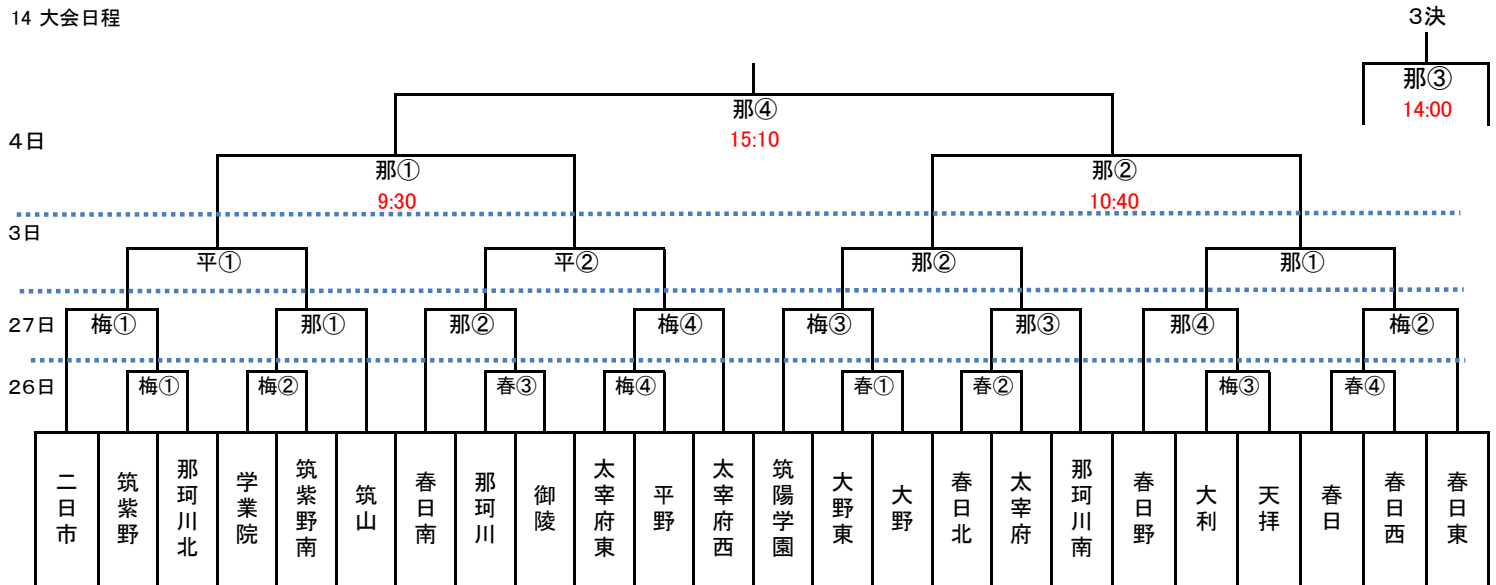 14 大会日程
3決
那③
14:00
那④
15:10
4日
那① 那②
9:30 10:40
3日
平① 平② 那② 那①
27日 梅① 那① 那② 梅④ 梅③ 那③ 那④ 梅②
26日 梅① 梅② 春③ 梅④ 春① 春② 梅③ 春④
二日市
筑紫野
那珂川北
学業院
筑紫野南
筑山
春日南
那珂川
御陵
太宰府東
平野
太宰府西
筑陽学園
大野東
大野
春日北
太宰府
那珂川南
春日野
大利
天拝
春日
春日西
春日東